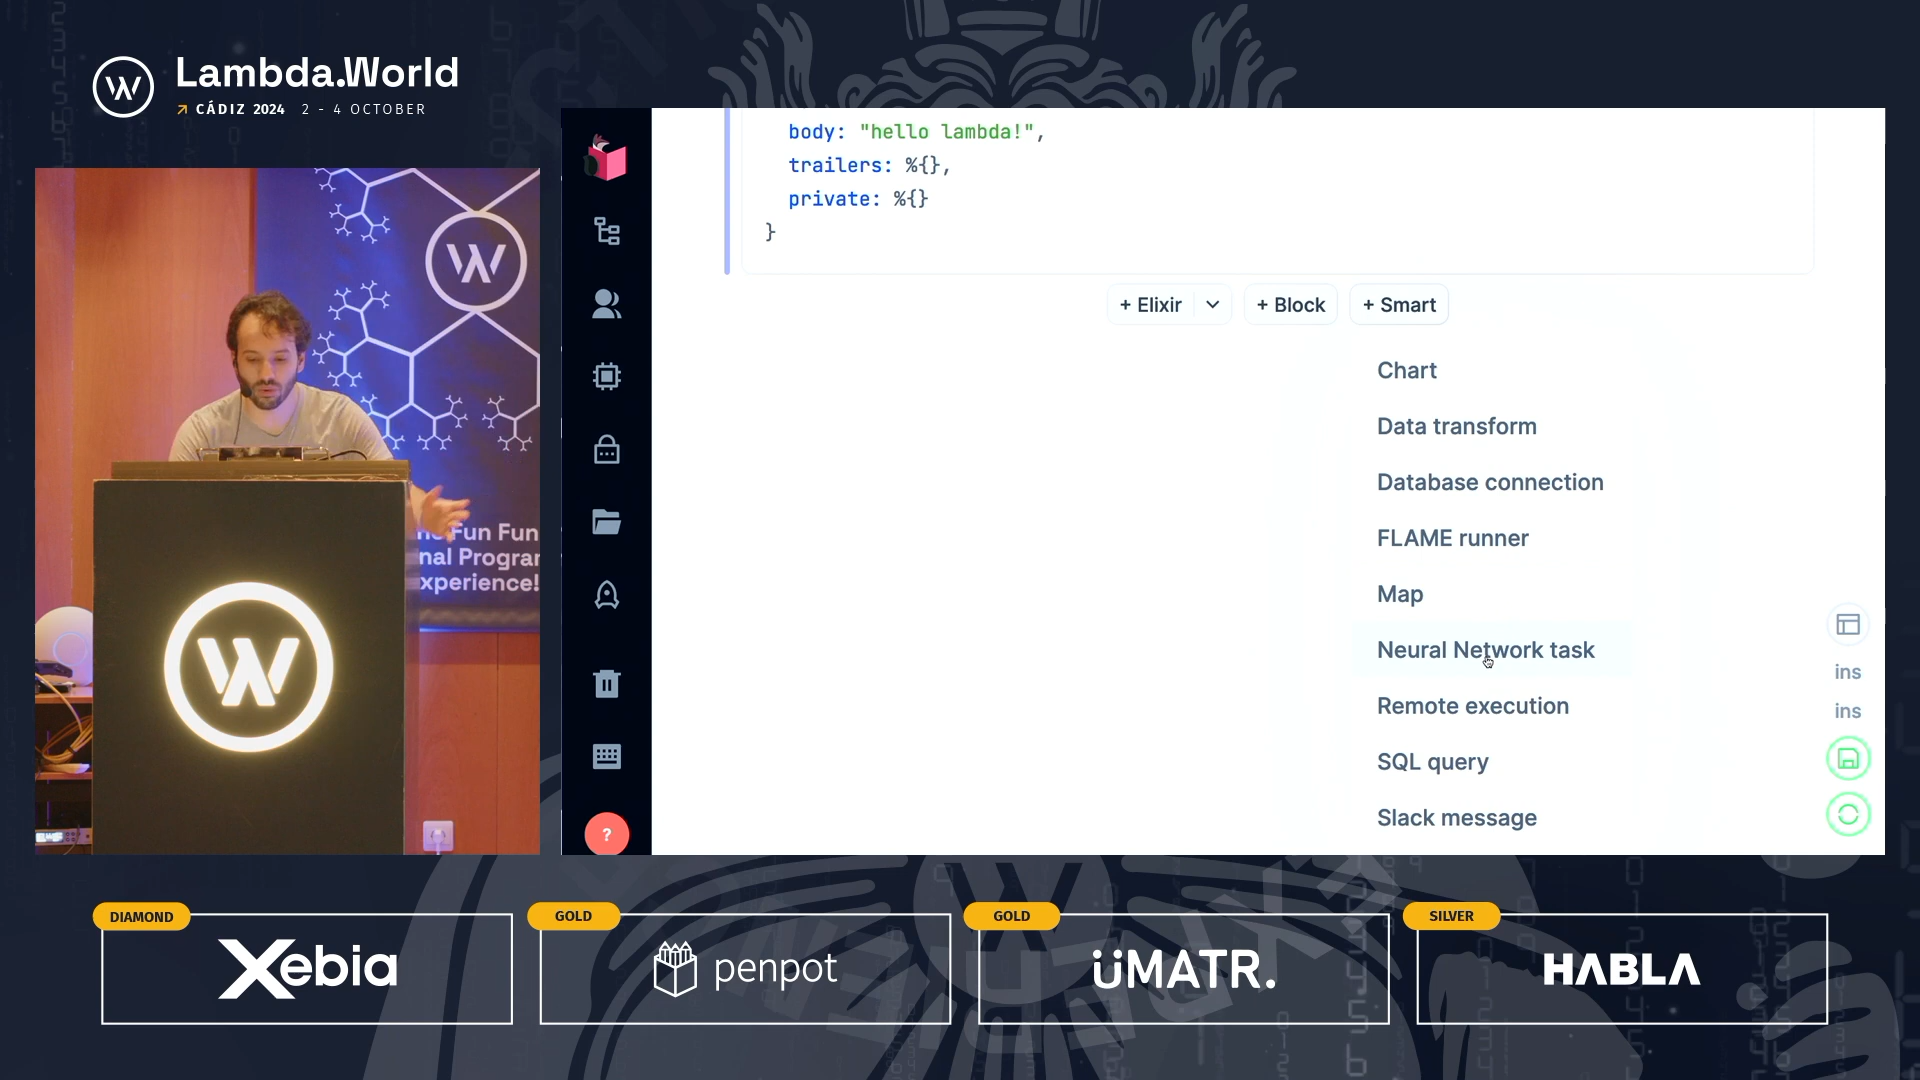 Lambda.World
CÁDIZ 2024 2 - 4 OCTOBER
Fun Fun
nal Program
xperience!
body: "hello lambda!",
trailers: %{},
private: %{}
}
+ Elixir
+ Block
+ Smart
Chart
Data transform
Database connection
FLAME runner
Map
Neural Network task
Remote execution
SQL query
Slack message
ins
ins
?
DIAMOND
Xebia
GOLD
penpot
GOLD
üMATR.
SILVER
HABLA